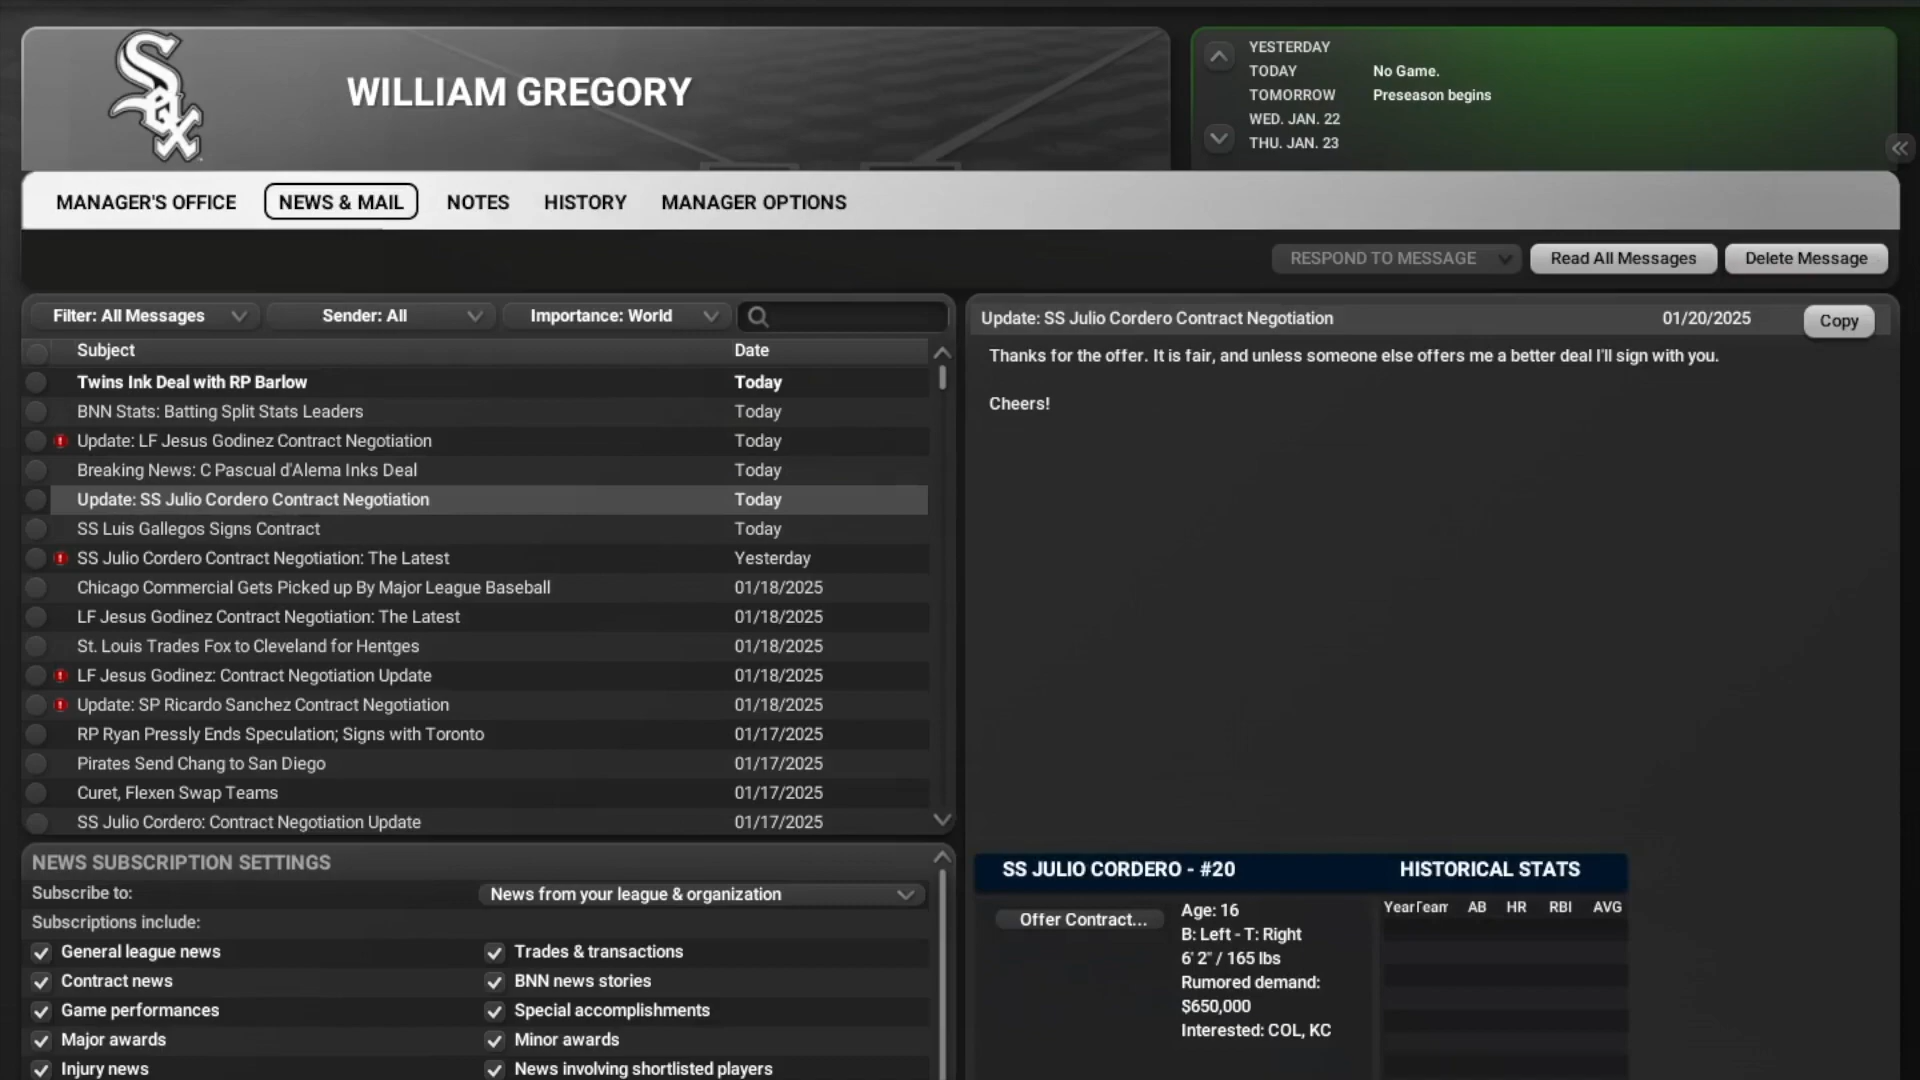 Sox
WILLIAM GREGORY
YESTERDAY
TODAY No Game.
TOMORROW Preseason begins
WED. JAN. 22
THU. JAN. 23
MANAGER'S OFFICE NEWS & MAIL NOTES HISTORY MANAGER OPTIONS
RESPOND TO MESSAGE Read All Messages Delete Message
Filter: All Messages Sender: All Importance: World
Subject Date
Twins Ink Deal with RP Barlow Today
BNN Stats: Batting Split Stats Leaders Today
Update: LF Jesus Godinez Contract Negotiation Today
Breaking News: C Pascual d'Alema Inks Deal Today
Update: SS Julio Cordero Contract Negotiation Today
SS Luis Gallegos Signs Contract Today
SS Julio Cordero Contract Negotiation: The Latest Yesterday
Chicago Commercial Gets Picked up By Major League Baseball 01/18/2025
LF Jesus Godinez Contract Negotiation: The Latest 01/18/2025
St. Louis Trades Fox to Cleveland for Hentges 01/18/2025
LF Jesus Godinez: Contract Negotiation Update 01/18/2025
Update: SP Ricardo Sanchez Contract Negotiation 01/18/2025
RP Ryan Pressly Ends Speculation; Signs with Toronto 01/17/2025
Pirates Send Chang to San Diego 01/17/2025
Curet, Flexen Swap Teams 01/17/2025
SS Julio Cordero: Contract Negotiation Update 01/17/2025
Update: SS Julio Cordero Contract Negotiation 01/20/2025 Copy
Thanks for the offer. It is fair, and unless someone else offers me a better deal I'll sign with you.
Cheers!
NEWS SUBSCRIPTION SETTINGS
Subscribe to: News from your league & organization
Subscriptions include:
General league news Trades & transactions
Contract news BNN news stories
Game performances Special accomplishments
Major awards Minor awards
Injury news News involving shortlisted players
SS JULIO CORDERO - #20 HISTORICAL STATS
Offer Contract...
Age: 16
B: Left - T: Right
6' 2" / 165 lbs
Rumored demand:
$650,000
Interested: COL, KC
Year Team AB HR RBI AVG